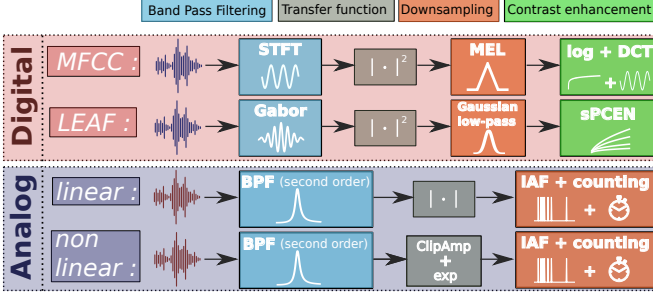 Band Pass Filtering Transfer function Downsampling Contrast enhancement
Digital
MFCC : STFT | · |² MEL log + DCT
+
LEAF : Gabor | · |² Gaussian low-pass sPCEN
Analog
linear : BPF (second order) | · | IAF + counting
+
non linear : BPF (second order) ClipAmp + exp IAF + counting
+